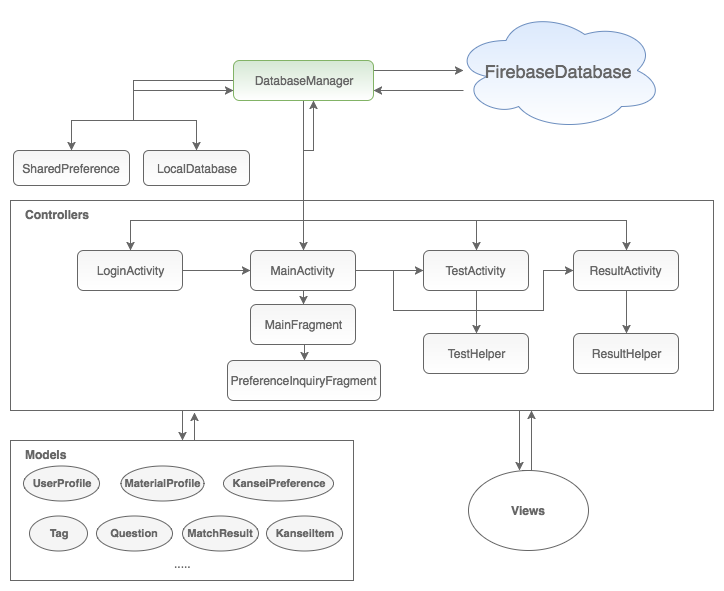 DatabaseManager
FirebaseDatabase
SharedPreference
LocalDatabase
Controllers
LoginActivity
MainActivity
TestActivity
ResultActivity
MainFragment
TestHelper
ResultHelper
PreferenceInquiryFragment
Models
UserProfile
MaterialProfile
KanseiPreference
Tag
Question
MatchResult
KanseiItem
.....
Views